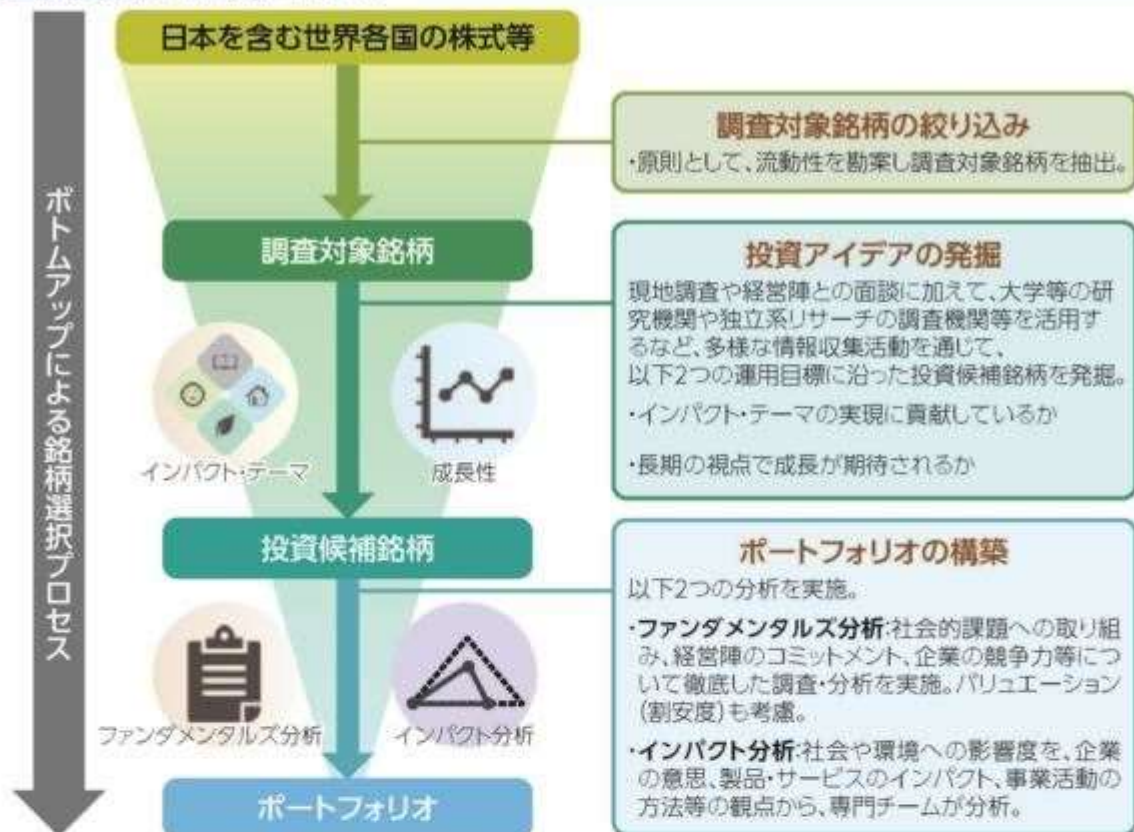 日本を含む世界各国の株式等
調査対象銘柄の絞り込み
・原則として、流動性を勘案し調査対象銘柄を抽出。
ボトムアップによる銘柄選択プロセス
調査対象銘柄
投資アイデアの発掘
現地調査や経営陣との面談に加えて、大学等の研
究機関や独立系リサーチの調査機関等を活用す
るなど、多様な情報収集活動を通じて、
以下2つの運用目標に沿った投資候補銘柄を発掘。
・インパクト・テーマの実現に貢献しているか
・長期の視点で成長が期待されるか
インパクト・テーマ
成長性
投資候補銘柄
ポートフォリオの構築
以下2つの分析を実施。
・ファンダメンタルズ分析:社会的課題への取り組
み、経営陣のコミットメント、企業の競争力等につ
いて徹底した調査・分析を実施。バリュエーション
(割安度)も考慮。
・インパクト分析:社会や環境への影響度を、企業
の意思、製品・サービスのインパクト、事業活動の
方法等の観点から、専門チームが分析。
ファンダメンタルズ分析
インパクト分析
ポートフォリオ